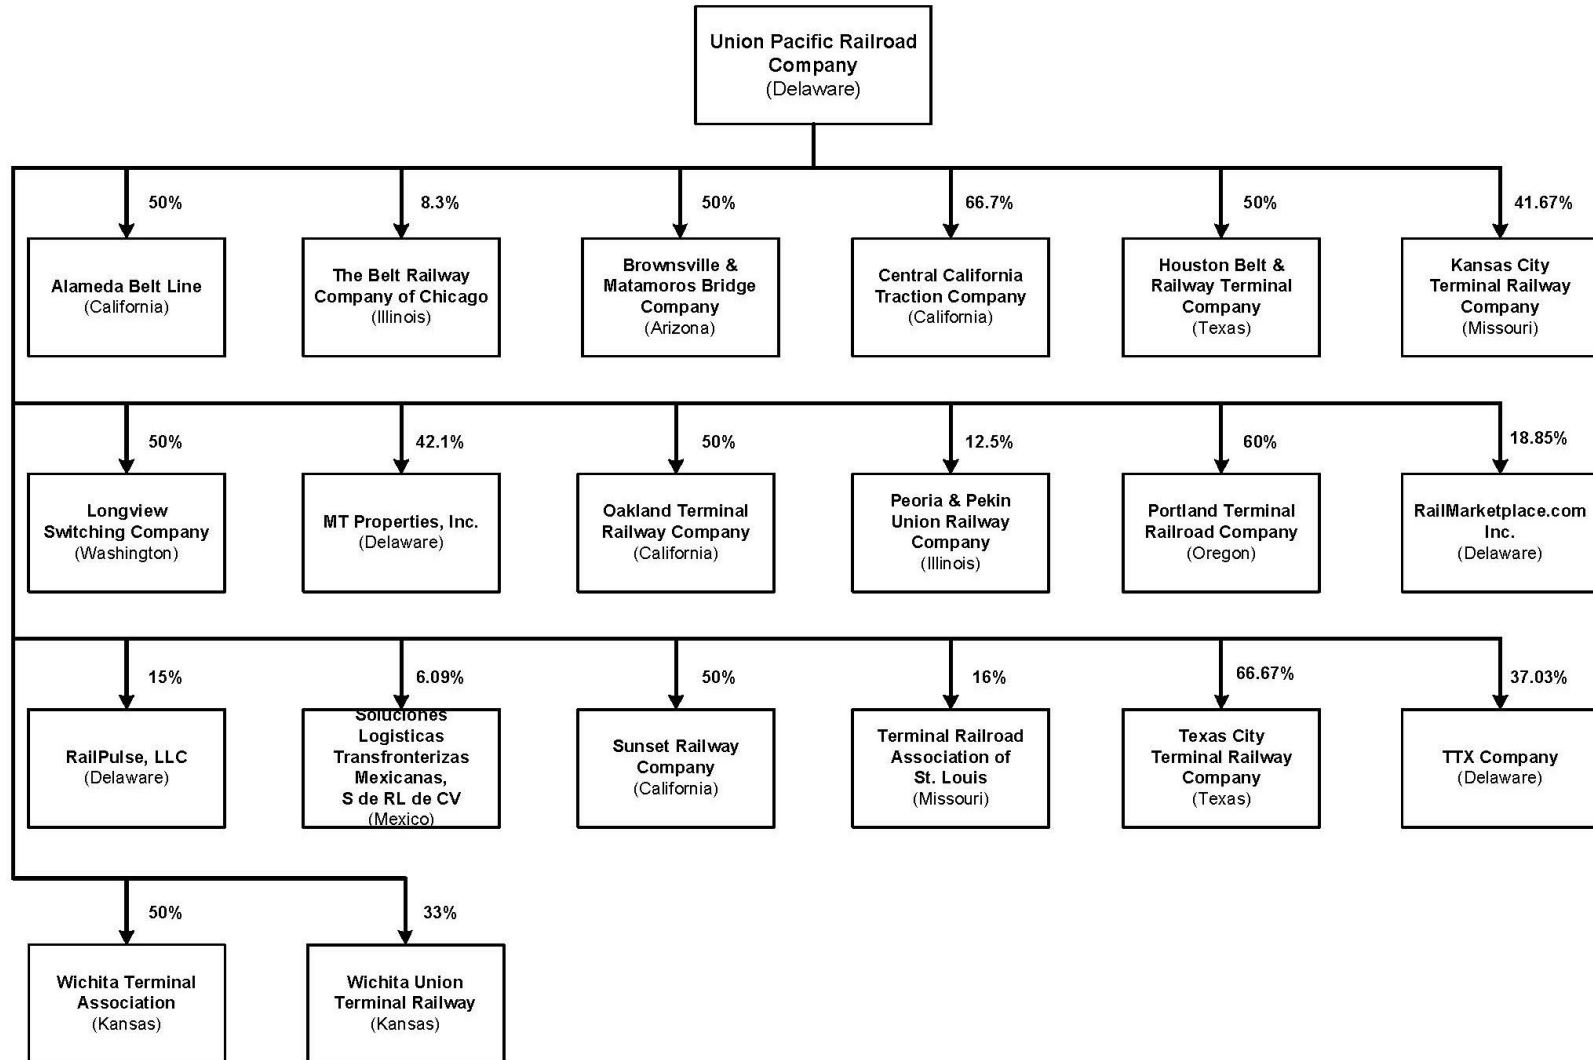 Union Pacific Railroad
Company
(Delaware)
50%
8.3%
50%
66.7%
50%
41.67%
Alameda Belt Line
(California)
The Belt Railway
Company of Chicago
(Illinois)
Brownsville &
Matamoros Bridge
Company
(Arizona)
Central California
Traction Company
(California)
Houston Belt &
Railway Terminal
Company
(Texas)
Kansas City
Terminal Railway
Company
(Missouri)
50%
42.1%
50%
12.5%
60%
18.85%
Longview
Switching Company
(Washington)
MT Properties, Inc.
(Delaware)
Oakland Terminal
Railway Company
(California)
Peoria & Pekin
Union Railway
Company
(Illinois)
Portland Terminal
Railroad Company
(Oregon)
RailMarketplace.com
Inc.
(Delaware)
15%
6.09%
50%
16%
66.67%
37.03%
RailPulse, LLC
(Delaware)
Soluciones
Logisticas
Transfronterizas
Mexicanas,
S de RL de CV
(Mexico)
Sunset Railway
Company
(California)
Terminal Railroad
Association of
St. Louis
(Missouri)
Texas City
Terminal Railway
Company
(Texas)
TTX Company
(Delaware)
50%
33%
Wichita Terminal
Association
(Kansas)
Wichita Union
Terminal Railway
(Kansas)